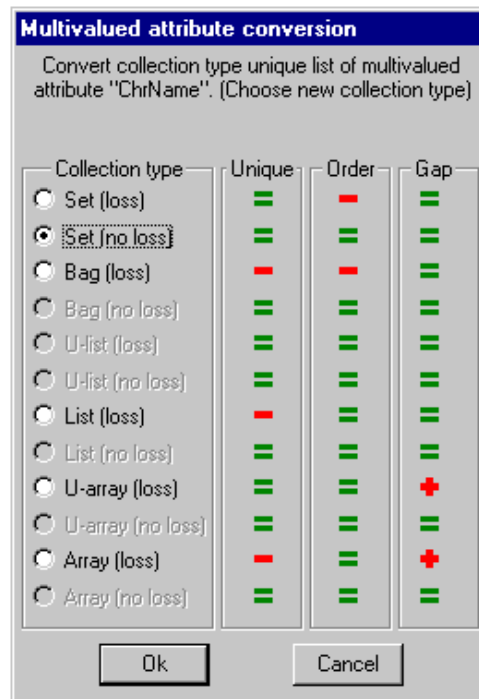 Multivalued attribute conversion
Convert collection type unique list of multivalued
attribute "ChrName". (Choose new collection type)
Collection type Unique Order Gap
Set (loss) = - =
Set (no loss) = = =
Bag (loss) - - =
Bag (no loss) = = =
U-list (loss) = = =
U-list (no loss) = = =
List (loss) - = =
List (no loss) = = =
U-array (loss) = = +
U-array (no loss) = = =
Array (loss) - = +
Array (no loss) = = =
Ok Cancel